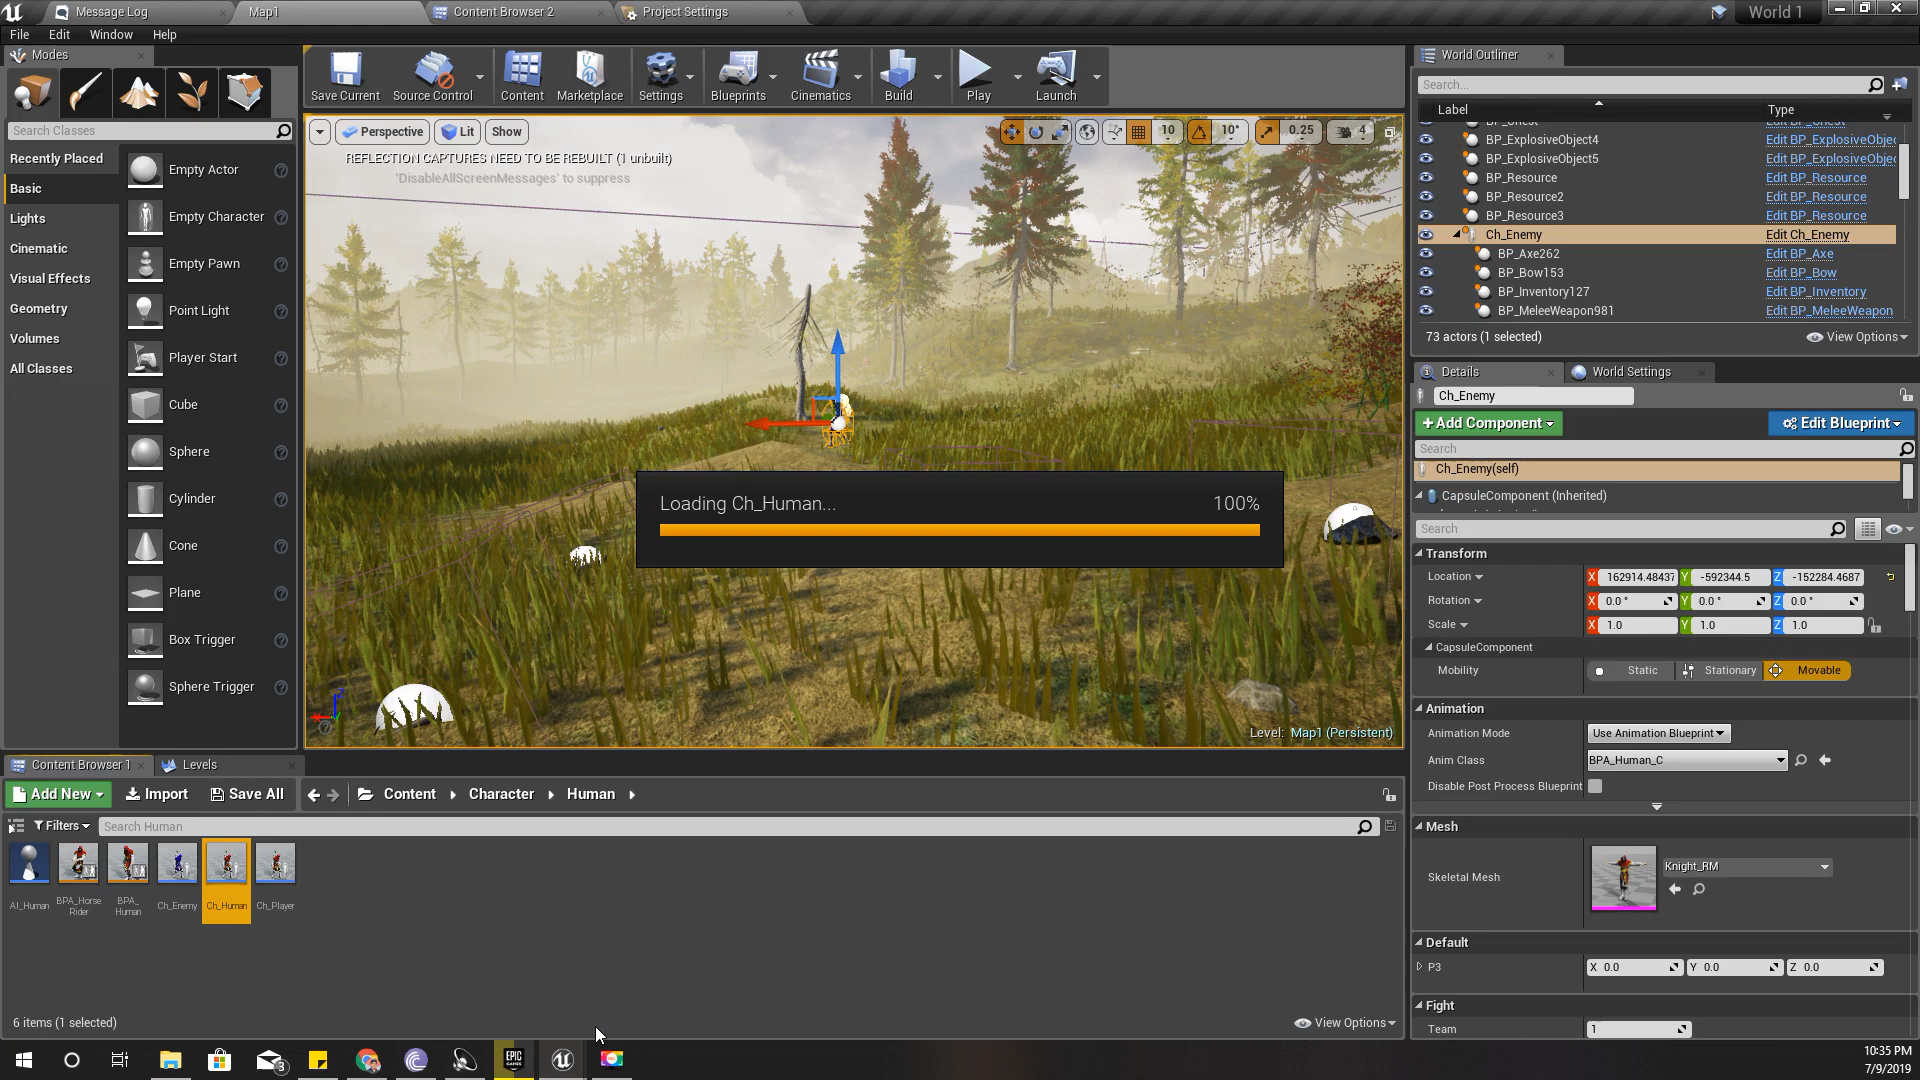 Message Log
Map1
Content Browser 2
Project Settings
World 1
File Edit Window Help
Modes
Search Classes
Recently Placed
Basic
Lights
Cinematic
Visual Effects
Geometry
Volumes
All Classes
Empty Actor
Empty Character
Empty Pawn
Point Light
Player Start
Cube
Sphere
Cylinder
Cone
Plane
Box Trigger
Sphere Trigger
Save Current Source Control Content Marketplace Settings Blueprints Cinematics Build Play Launch
Perspective Lit Show
10 10° 0.25 4
REFLECTION CAPTURES NEED TO BE REBUILT (1 unbuilt)
'DisableAllScreenMessages' to suppress
Loading Ch_Human... 100%
Level: Map1 (Persistent)
World Outliner
Search...
Label Type
BP_ExplosiveObject4 Edit BP_ExplosiveObjec
BP_ExplosiveObject5 Edit BP_ExplosiveObjec
BP_Resource Edit BP_Resource
BP_Resource2 Edit BP_Resource
BP_Resource3 Edit BP_Resource
Ch_Enemy Edit Ch_Enemy
BP_Axe262 Edit BP_Axe
BP_Bow153 Edit BP_Bow
BP_Inventory127 Edit BP_Inventory
BP_MeleeWeapon981 Edit BP_MeleeWeapon
73 actors (1 selected) View Options
Details World Settings
Ch_Enemy
+Add Component Edit Blueprint
Search
Ch_Enemy(self)
CapsuleComponent (Inherited)
Search
Transform
Location X 162914.48437 Y -592344.5 Z -152284.4687
Rotation X 0.0 ° Y 0.0 ° Z 0.0 °
Scale X 1.0 Y 1.0 Z 1.0
CapsuleComponent
Mobility Static Stationary Movable
Animation
Animation Mode Use Animation Blueprint
Anim Class BPA_Human_C
Disable Post Process Blueprint
Mesh
Skeletal Mesh Knight_RM
Default
P3 X 0.0 Y 0.0 Z 0.0
Fight
Team 1
Content Browser 1 Levels
Add New Import Save All Content Character Human
Filters Search Human
AI_Human
BPA_Horse
Rider
BPA_
Human
Ch_Enemy
Ch_Human
Ch_Player
6 items (1 selected) View Options
EPIC
GAMES
3
10:35 PM
7/9/2019